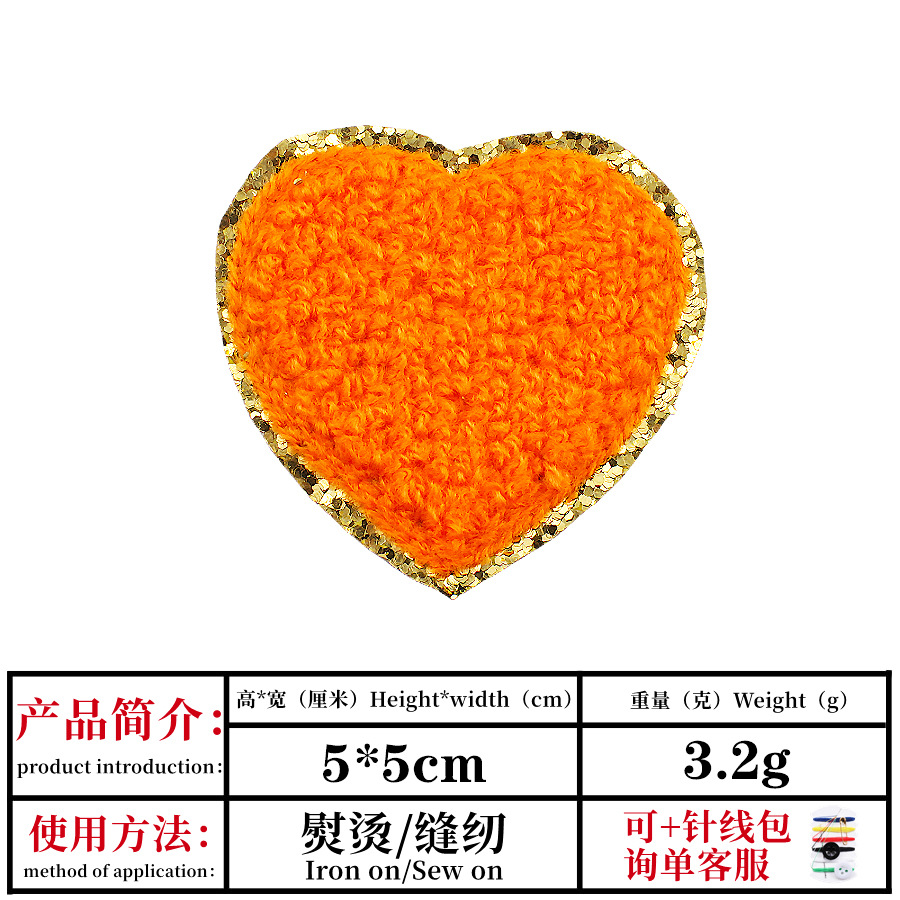 产品简介：
product introduction：
高*宽（厘米）Height*width（cm）
重量（克）Weight（g）
5*5cm
3.2g
使用方法：
method of application：
熨烫/缝纫
Iron on/Sew on
可+针线包
询单客服